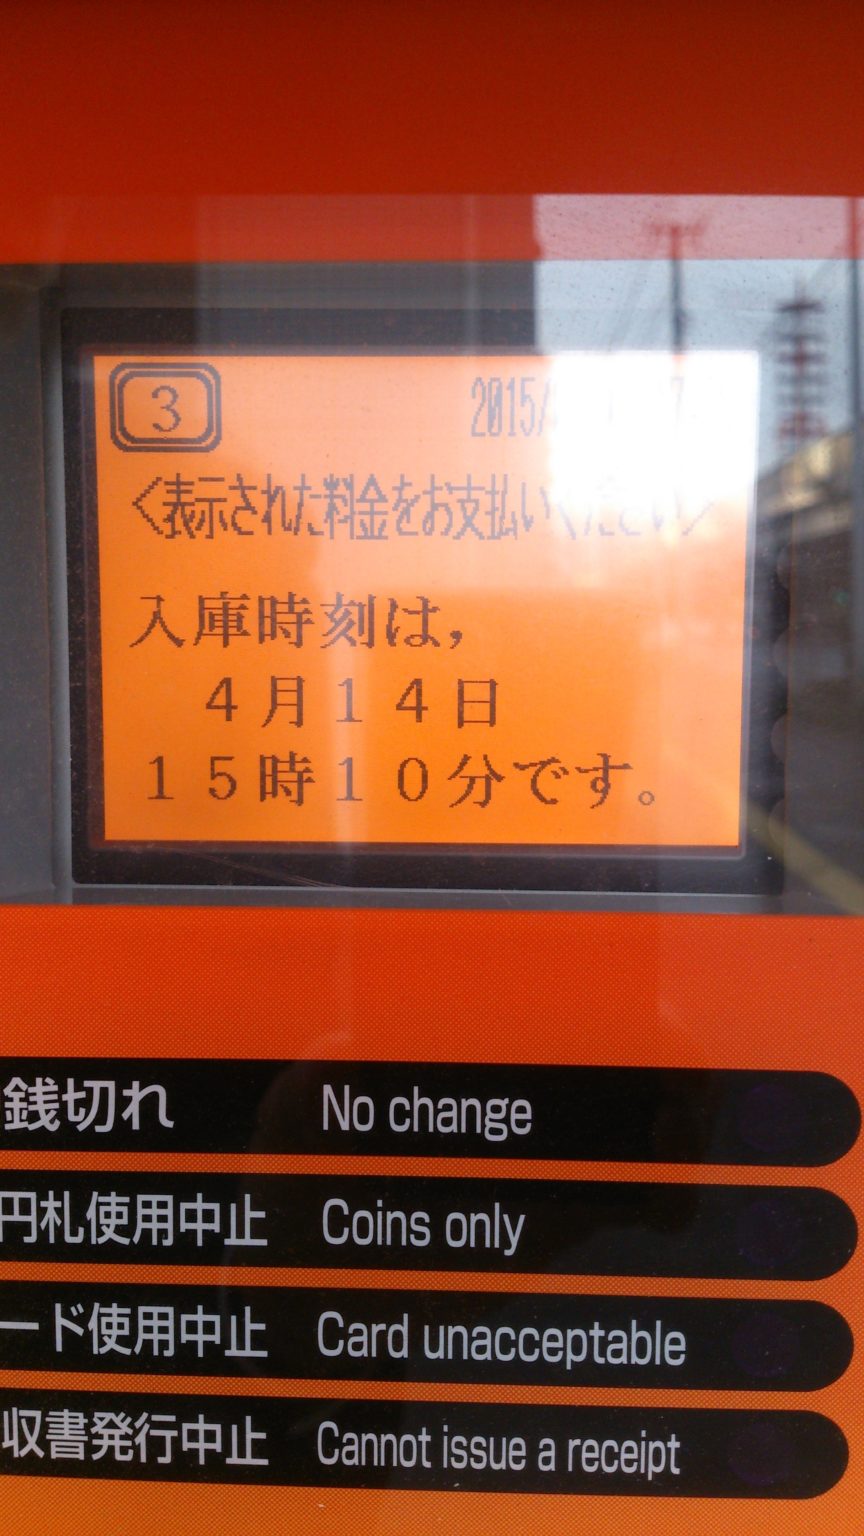 3
2015/
<表示された料金をお支払いください>
入庫時刻は,
4月14日
15時10分です。
銭切れ No change
円札使用中止 Coins only
ード使用中止 Card unacceptable
収書発行中止 Cannot issue a receipt